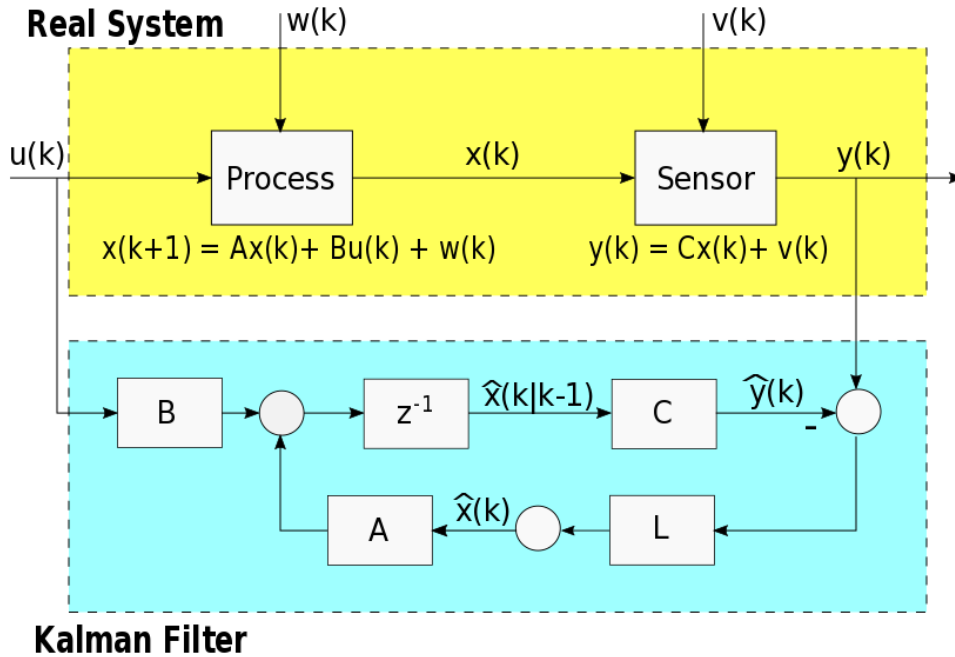 Real System
w(k)
v(k)
u(k)
Process
x(k)
Sensor
y(k)
x(k+1) = Ax(k)+ Bu(k) + w(k)
y(k) = Cx(k)+ v(k)
B
z⁻¹
x̂(k|k-1)
C
ŷ(k)
-
A
x̂(k)
L
Kalman Filter